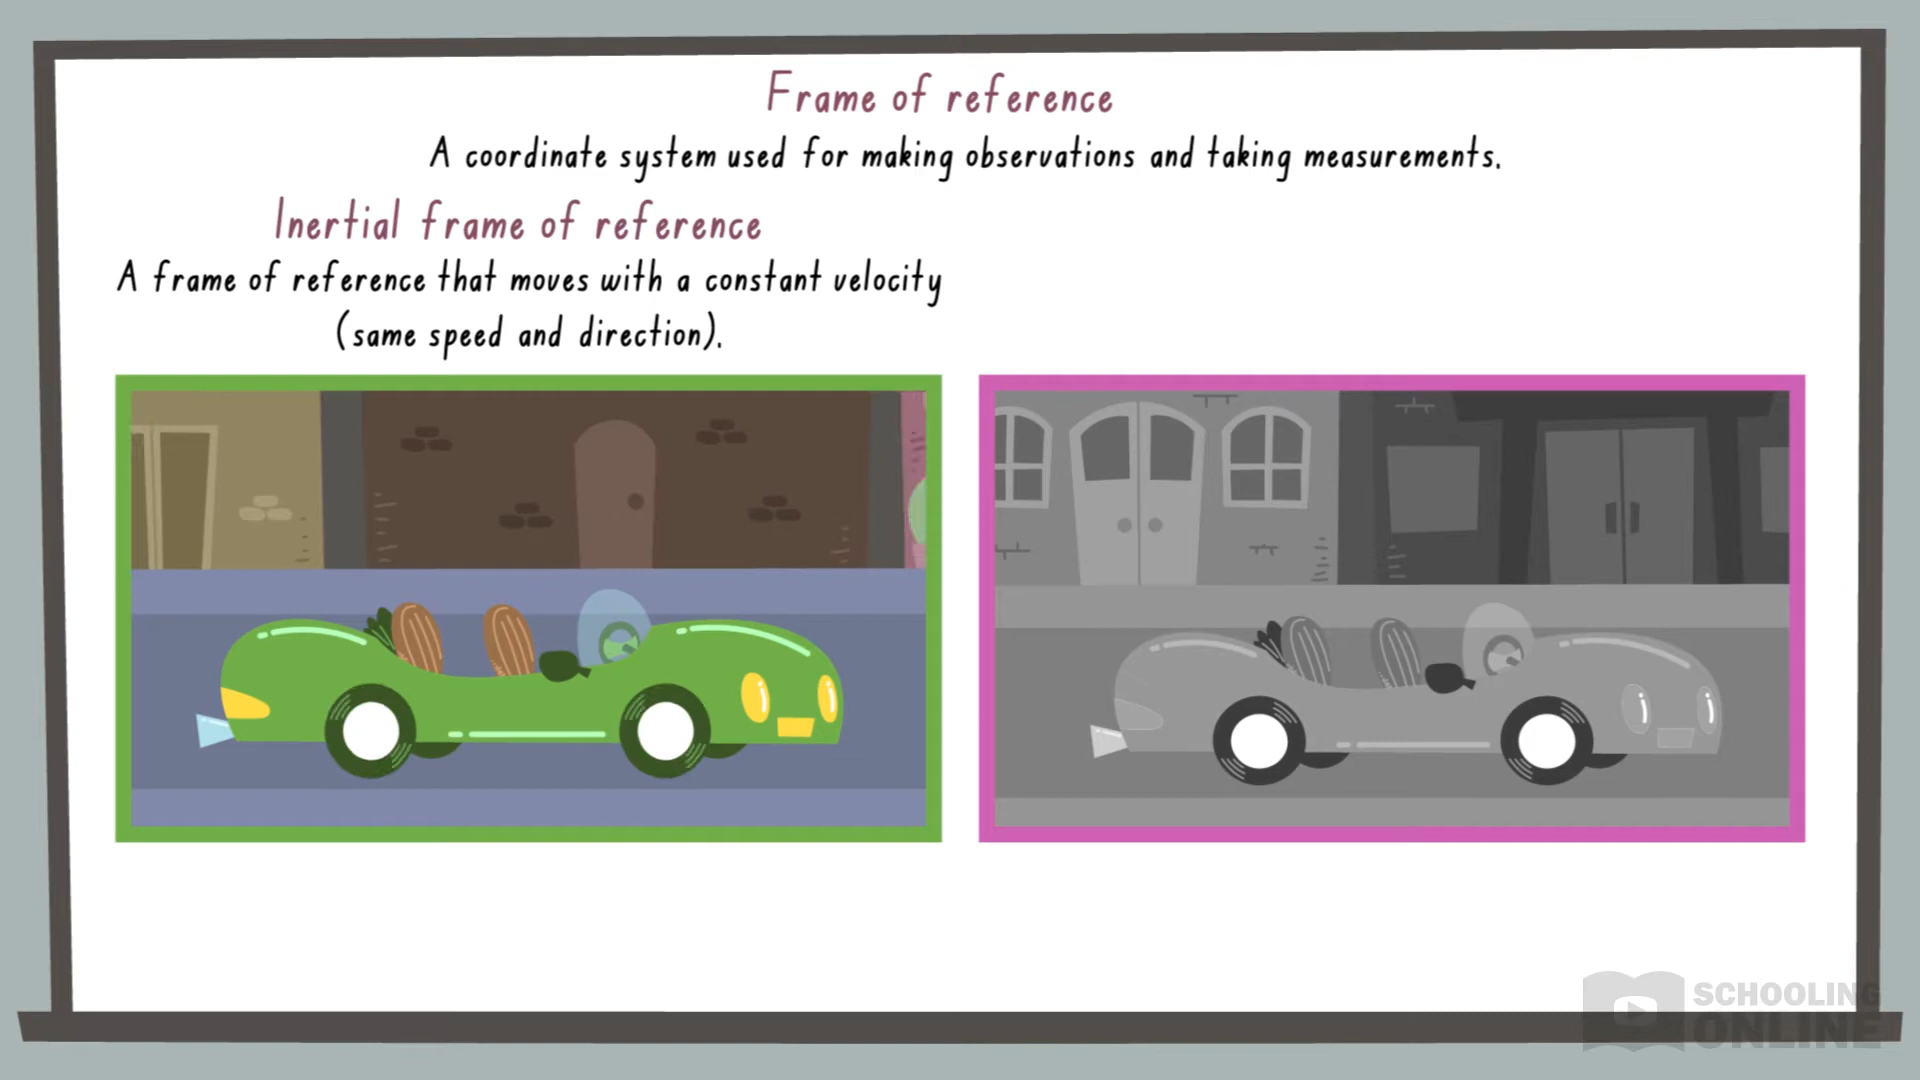 Frame of reference
A coordinate system used for making observations and taking measurements.
Inertial frame of reference
A frame of reference that moves with a constant velocity
(same speed and direction).
SCHOOLING
ONLINE